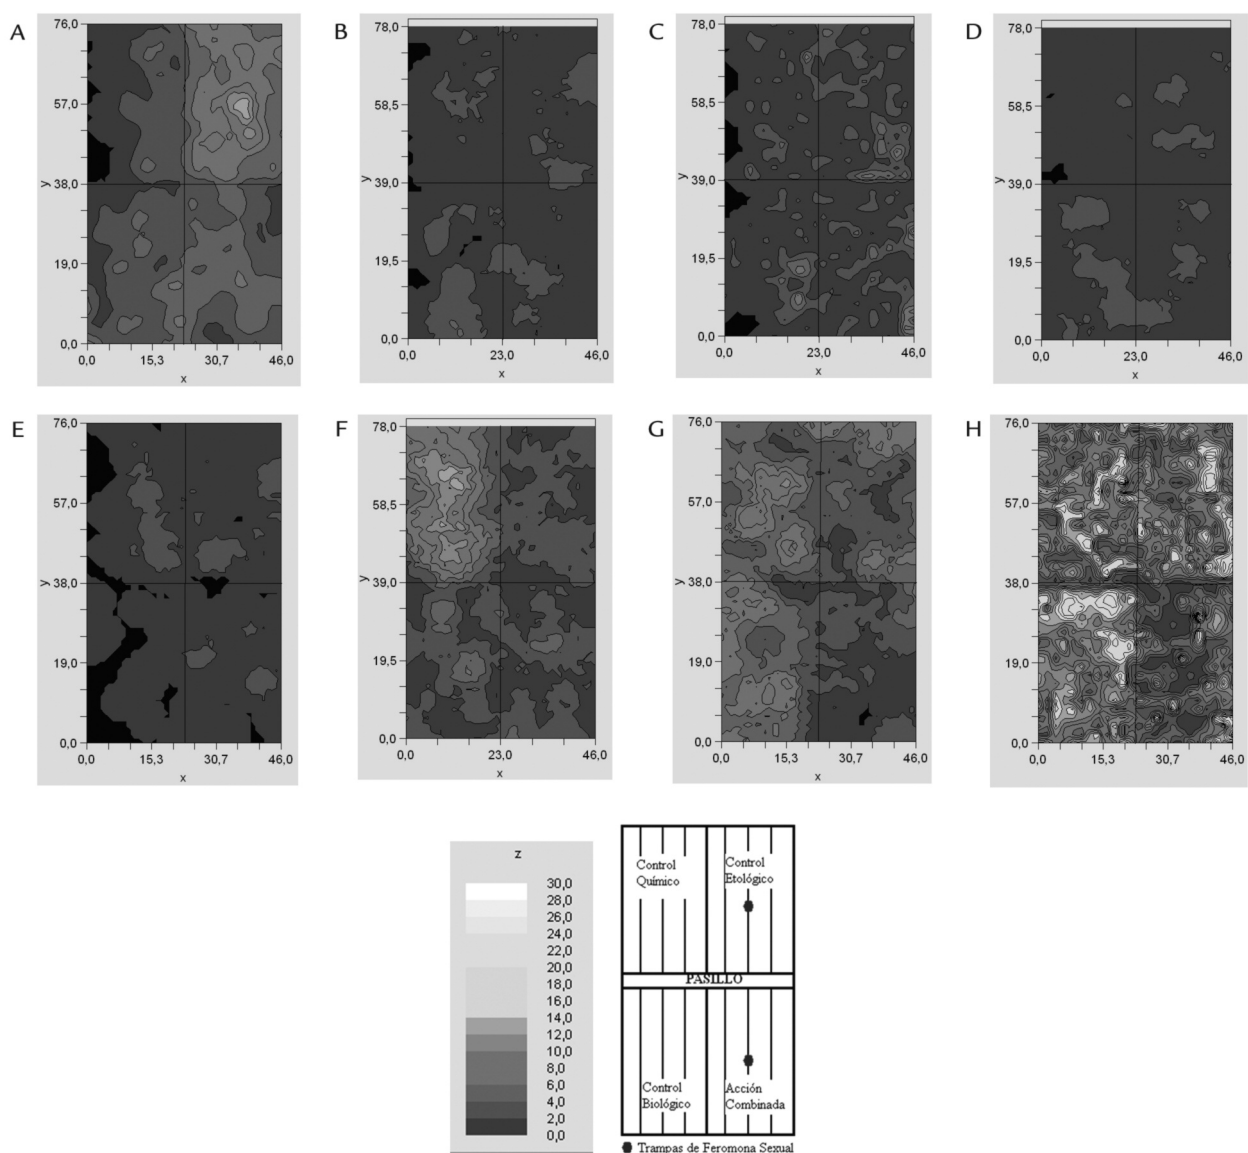 A
76,0
57,0
38,0
19,0
0,0
y
0,0 15,3 30,7 46,0
x
B
78,0
58,5
39,0
19,5
0,0
y
0,0 23,0 46,0
x
C
78,0
58,5
39,0
19,5
0,0
y
0,0 23,0 46,0
x
D
78,0
58,5
39,0
19,5
0,0
y
0,0 23,0 46,0
x
E
76,0
57,0
38,0
19,0
0,0
y
0,0 15,3 30,7 46,0
x
F
78,0
58,5
39,0
19,5
0,0
y
0,0 23,0 46,0
x
G
76,0
57,0
38,0
19,0
0,0
y
0,0 23,0 46,0
x
H
76,0
57,0
38,0
19,0
0,0
y
0,0 15,3 30,7 46,0
x
z
30,0
28,0
26,0
24,0
22,0
20,0
18,0
16,0
14,0
12,0
10,0
8,0
6,0
4,0
2,0
0,0
Control
Químico
Control
Etológico
PASILLO
Control
Biológico
Acción
Combinada
Trampas de Feromona Sexual